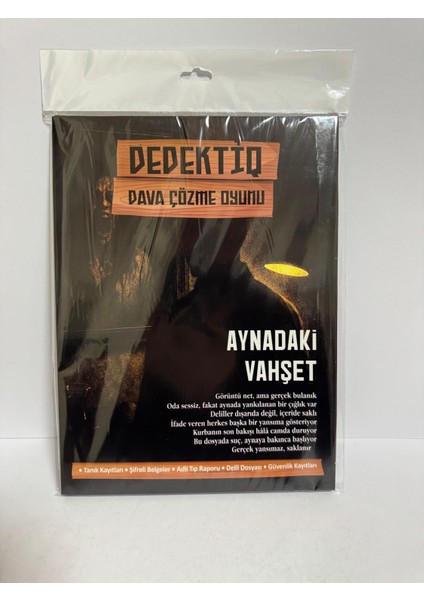 DEDEKTİQ
DAVA ÇÖZME OYUNU
AYNADAKİ
VAHŞET
Görüntü net, ama gerçek bulanık
Oda sessiz, fakat aynada yankılanan bir çığlık var
Deliller dışarıda değil, içeride saklı
İfade veren herkes başka bir yansıma gösteriyor
Kurbanın son bakışı hâlâ camda duruyor
Bu dosyada suç, aynaya bakınca başlıyor
Gerçek yansımaz, saklanır
• Tanık Kayıtları • Şifreli Belgeler • Adli Tıp Raporu • Delil Dosyası • Güvenlik Kayıtları